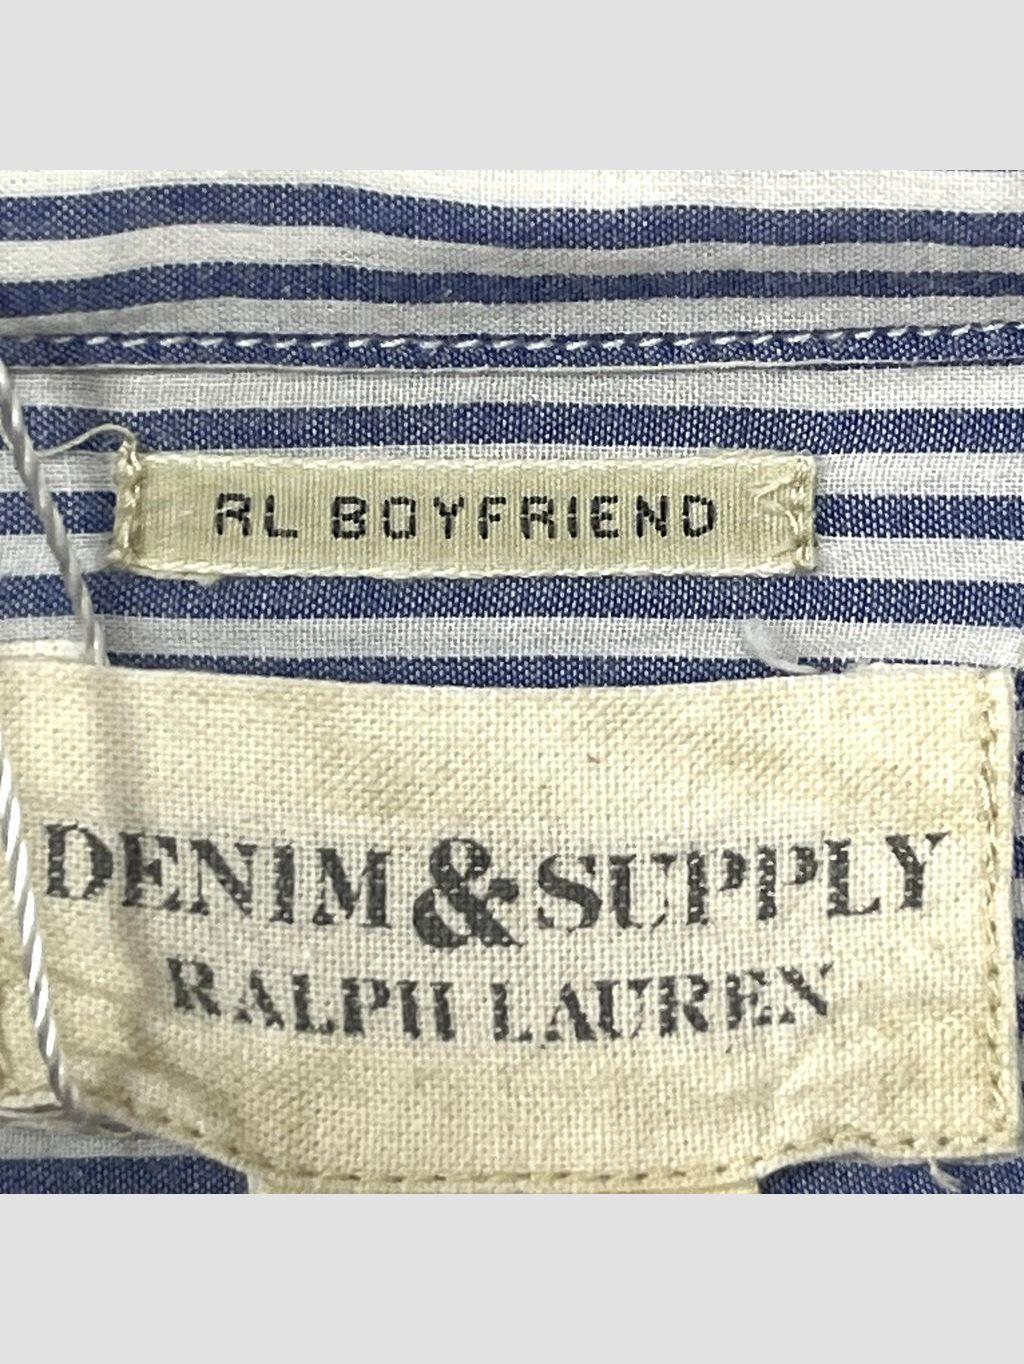 RL BOYFRIEND
DENIM & SUPPLY
RALPH LAUREN